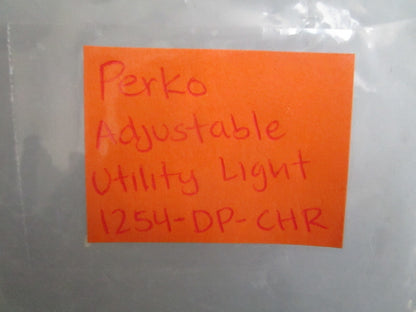 Perko
Adjustable
Utility Light
1254-DP-CHR